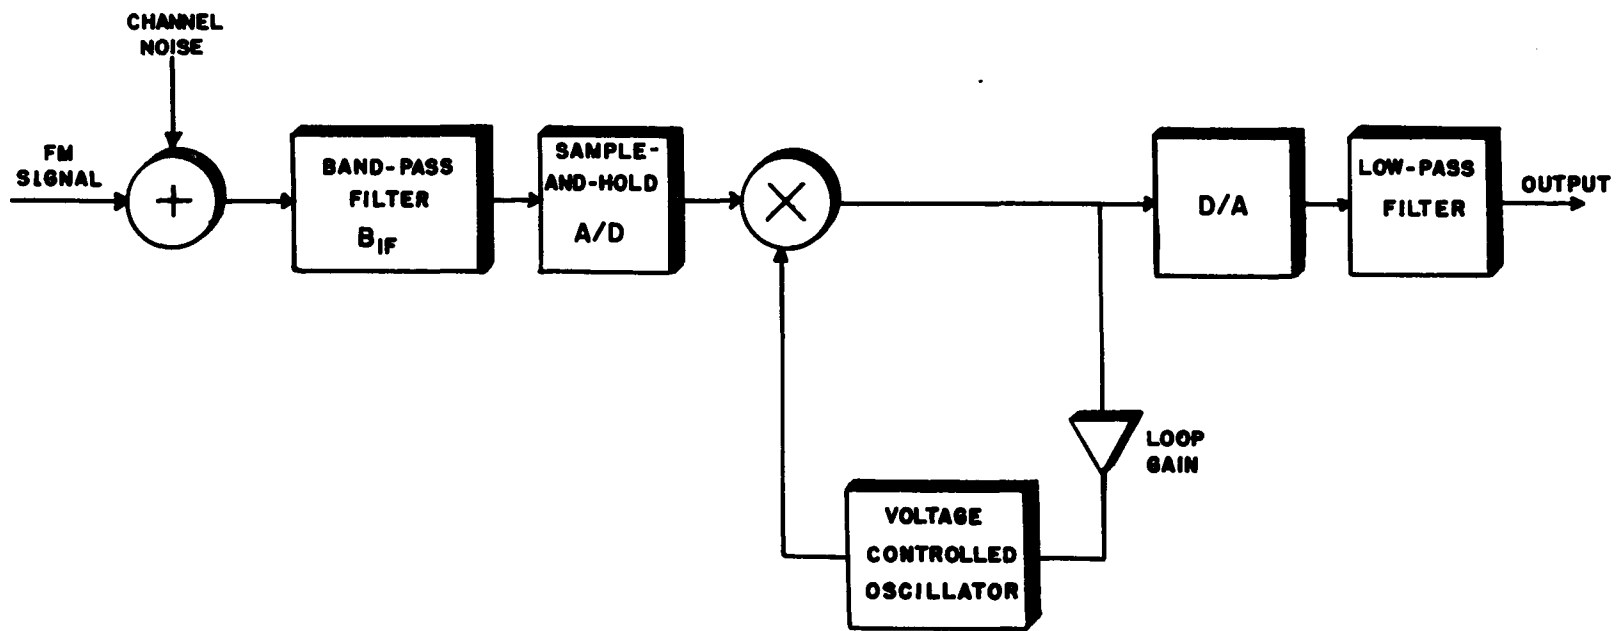 CHANNEL
NOISE
FM
SIGNAL
+
BAND-PASS
FILTER
BIF
SAMPLE-
AND-HOLD
A/D
X
D/A
LOW-PASS
FILTER
OUTPUT
LOOP
GAIN
VOLTAGE
CONTROLLED
OSCILLATOR